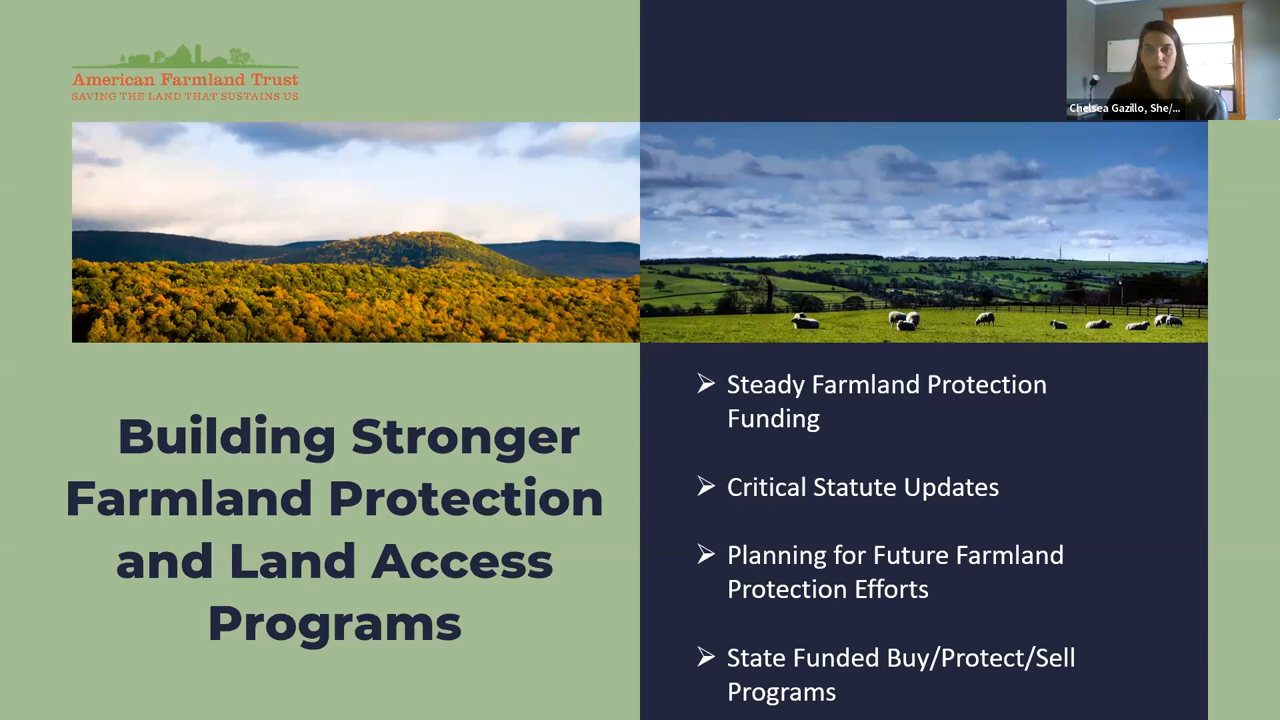 American Farmland Trust
SAVING THE LAND THAT SUSTAINS US
Chelsea Gazillo, She/...
Building Stronger
Farmland Protection
and Land Access
Programs
➢ Steady Farmland Protection
Funding
➢ Critical Statute Updates
➢ Planning for Future Farmland
Protection Efforts
➢ State Funded Buy/Protect/Sell
Programs